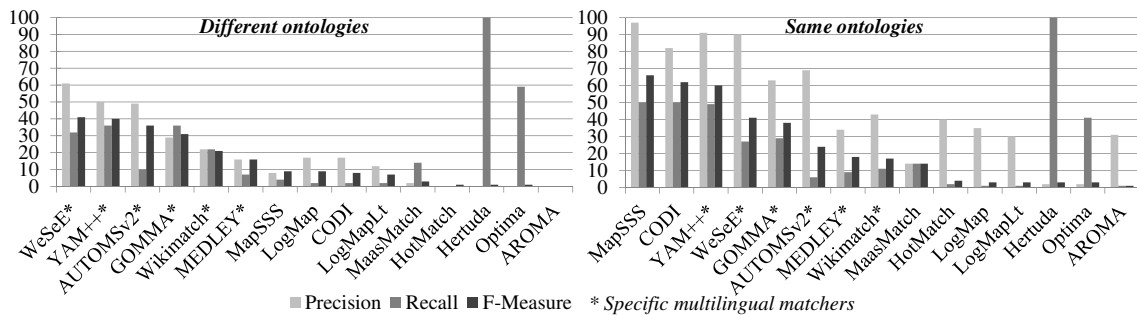 Different ontologies
100
90
80
70
60
50
40
30
20
10
0
WeSeE*
YAM++*
AUTOMSv2*
GOMMA*
Wikimatch*
MEDLEY*
MapSSS
LogMap
CODI
LogMapLt
MaasMatch
HotMatch
Hertuda
Optima
AROMA
Same ontologies
100
90
80
70
60
50
40
30
20
10
0
MapSSS
CODI
YAM++*
WeSeE*
GOMMA*
AUTOMSv2*
MEDLEY*
Wikimatch*
MaasMatch
HotMatch
LogMap
LogMapLt
Hertuda
Optima
AROMA
Precision Recall F-Measure * Specific multilingual matchers